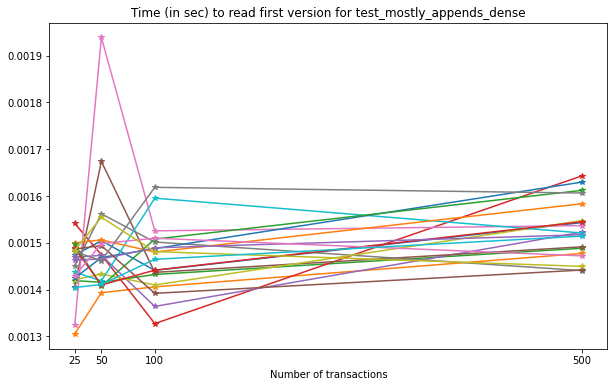 Time (in sec) to read first version for test_mostly_appends_dense
0.0019
0.0018
0.0017
0.0016
0.0015
0.0014
0.0013
25 50 100 500
Number of transactions